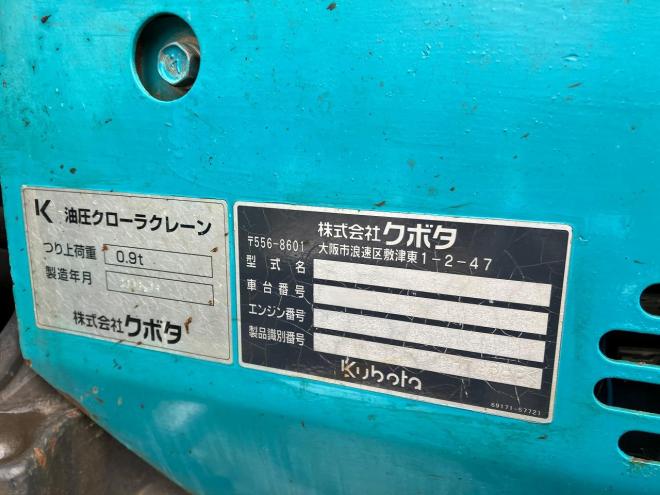 K 油圧クローラクレーン
つり上荷重 0.9t
製造年月
株式会社クボタ
株式会社クボタ
〒556-8601 大阪市浪速区敷津東1-2-47
型式名
車台番号
エンジン番号
製品識別番号
Kubota
69171-57721